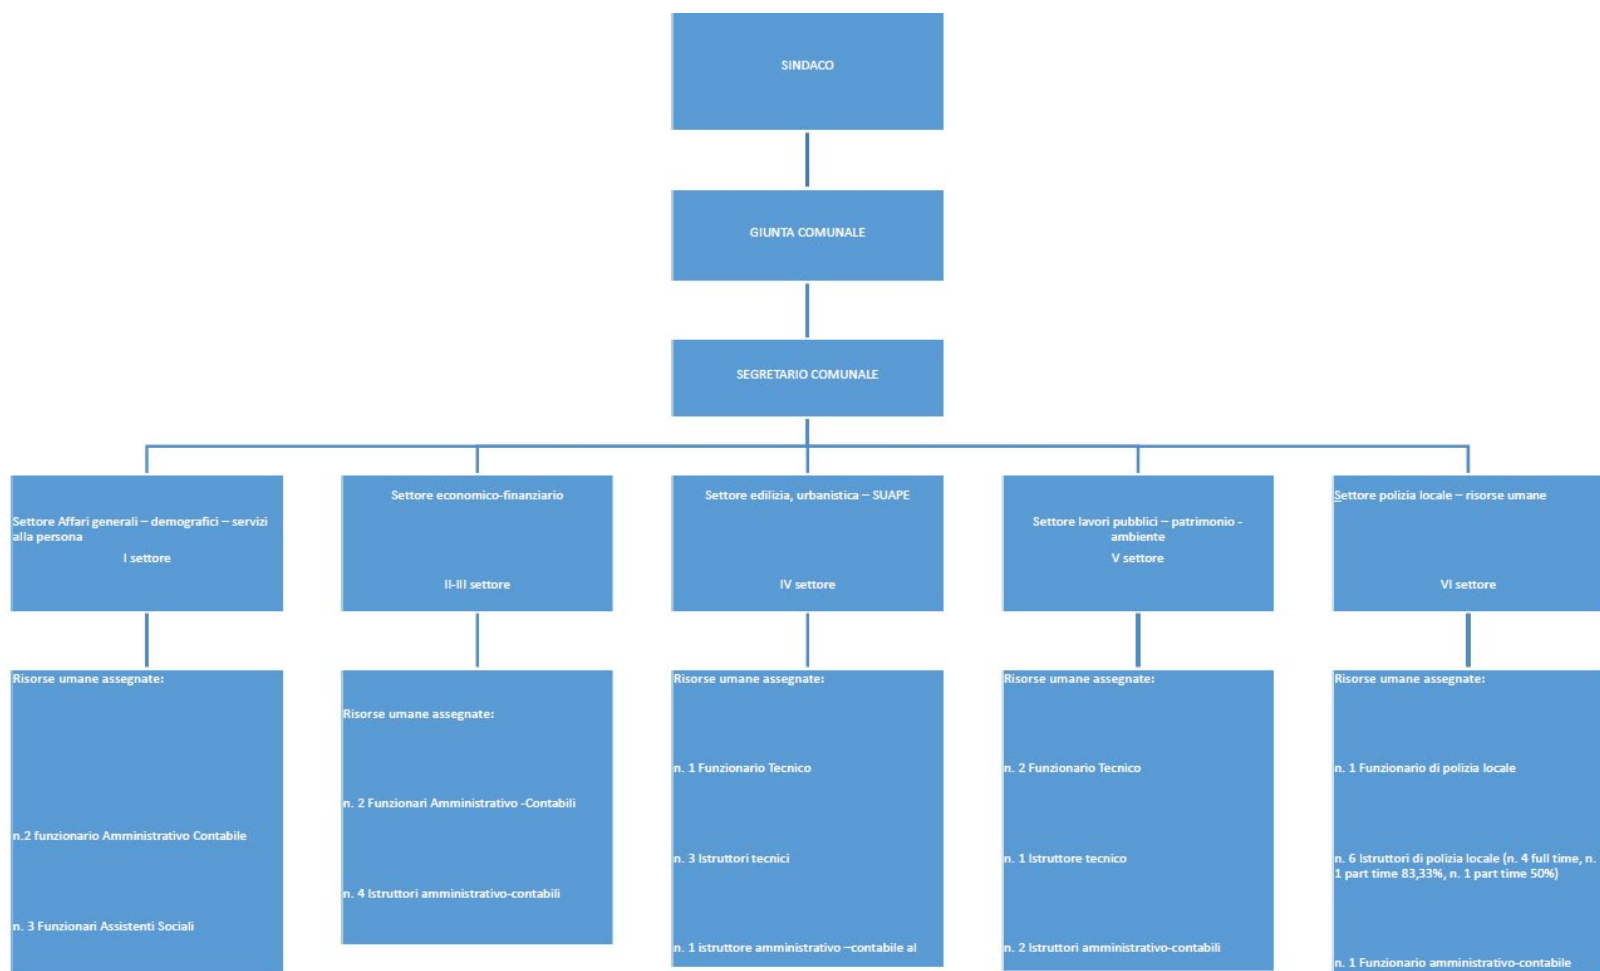 SINDACO
GIUNTA COMUNALE
SEGRETARIO COMUNALE
Settore Affari generali – demografici – servizi
alla persona
I settore
Settore economico-finanziario
II-III settore
Settore edilizia, urbanistica – SUAPE
IV settore
Settore lavori pubblici – patrimonio -
ambiente
V settore
Settore polizia locale – risorse umane
VI settore
Risorse umane assegnate:
n.2 funzionario Amministrativo Contabile
n. 3 Funzionari Assistenti Sociali
Risorse umane assegnate:
n. 2 Funzionari Amministrativo -Contabili
n. 4 Istruttori amministrativo-contabili
Risorse umane assegnate:
n. 1 Funzionario Tecnico
n. 3 Istruttori tecnici
n. 1 istruttore amministrativo –contabile al
Risorse umane assegnate:
n. 2 Funzionario Tecnico
n. 1 Istruttore tecnico
n. 2 Istruttori amministrativo-contabili
Risorse umane assegnate:
n. 1 Funzionario di polizia locale
n. 6 Istruttori di polizia locale (n. 4 full time, n.
1 part time 83,33%, n. 1 part time 50%)
n. 1 Funzionario amministrativo-contabile